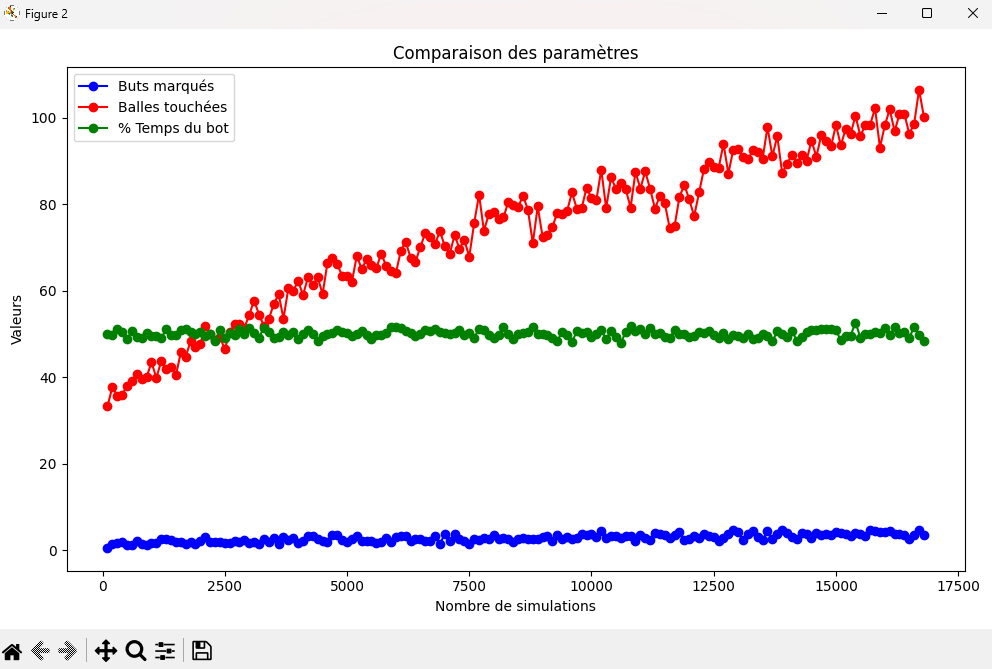 Figure 2
Comparaison des paramètres
Buts marqués
Balles touchées
% Temps du bot
100
80
60
40
20
0
Valeurs
0 2500 5000 7500 10000 12500 15000 17500
Nombre de simulations